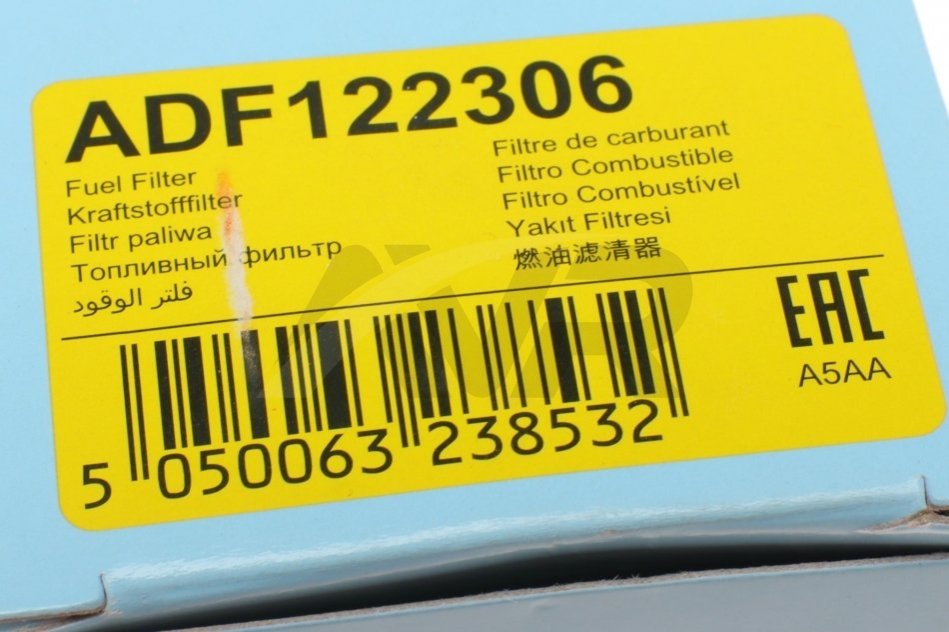 ADF122306
Fuel Filter
Kraftstofffilter
Filtr paliwa
Топливный фильтр
فلتر الوقود
Filtre de carburant
Filtro Combustible
Filtro Combustível
Yakıt Filtresi
燃油滤清器
5 050063 238532
EAC
A5AA